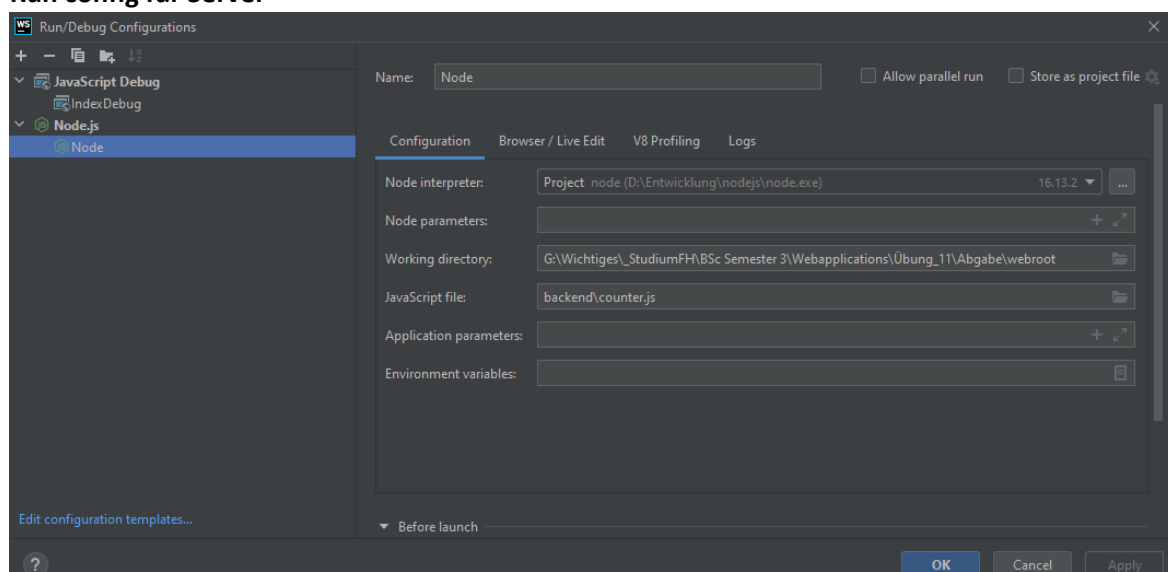 Run config für Server
WS Run/Debug Configurations
JavaScript Debug
IndexDebug
Node.js
Node
Edit configuration templates...
?
Name: Node Allow parallel run Store as project file
Configuration Browser / Live Edit V8 Profiling Logs
Node interpreter: Project node (D:\Entwicklung\nodejs\node.exe) 16.13.2 ...
Node parameters:
Working directory: G:\Wichtiges\_StudiumFH\BSc Semester 3\Webapplications\Übung_11\Abgabe\webroot
JavaScript file: backend\counter.js
Application parameters:
Environment variables:
Before launch
OK Cancel Apply